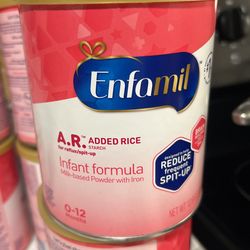 Enfamil
A.R.™ ADDED RICE
STARCH
for reflux/spit-up
Infant formula
Milk-based Powder with Iron
0-12
MONTHS
REDUCE
frequent
SPIT-UP
NET WT